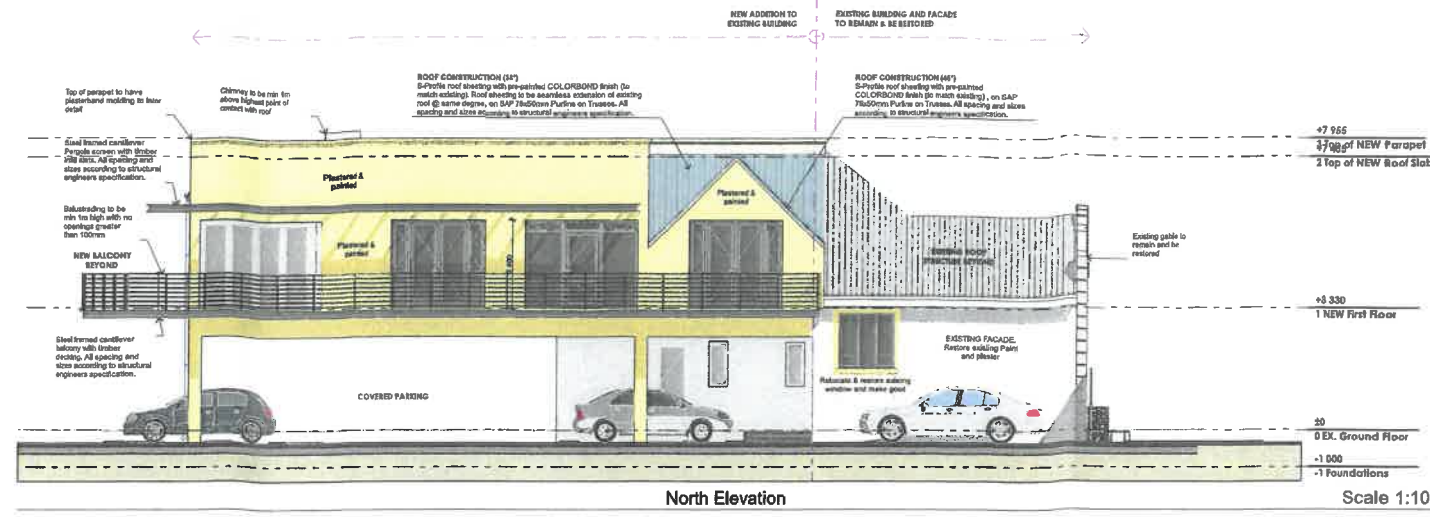 NEW ADDITION TO
EXISTING BUILDING
EXISTING BUILDING AND FACADE
TO REMAIN & BE RESTORED
Top of parapet to have
plasterband molding to later
detail
Chimney to be min 1m
above highest point of
contact with roof
ROOF CONSTRUCTION
S-Profile roof sheeting with pre-painted COLORBOND finish (to
match existing). Roof sheeting to be seamless extension of existing
roof @ same degree, on SAP 76x50mm Purlins on Trusses. All
spacing and sizes according to structural engineers specification.
ROOF CONSTRUCTION
S-Profile roof sheeting with pre-painted
COLORBOND finish (to match existing), on SAP
76x50mm Purlins on Trusses. All spacing and sizes
according to structural engineers specification.
Steel framed cantilever
Pergola screen with timber
infill slats. All spacing and
sizes according to structural
engineers specification.
Balustrading to be
min 1m high with no
openings greater
than 100mm
NEW BALCONY
BEYOND
Steel framed cantilever
balcony with timber
decking. All spacing and
sizes according to structural
engineers specification.
Plastered &
painted
Plastered &
painted
Plastered &
painted
EXISTING ROOF
STRUCTURE BEYOND
Existing gable to
remain and be
restored
EXISTING FACADE.
Restore existing Paint
and plaster
Relocate & restore existing
window and make good
COVERED PARKING
+7 955
3 Top of NEW Parapet
2 Top of NEW Roof Slab
+3 330
1 NEW First Floor
±0
0 EX. Ground Floor
-1 000
-1 Foundations
North Elevation
Scale 1:10